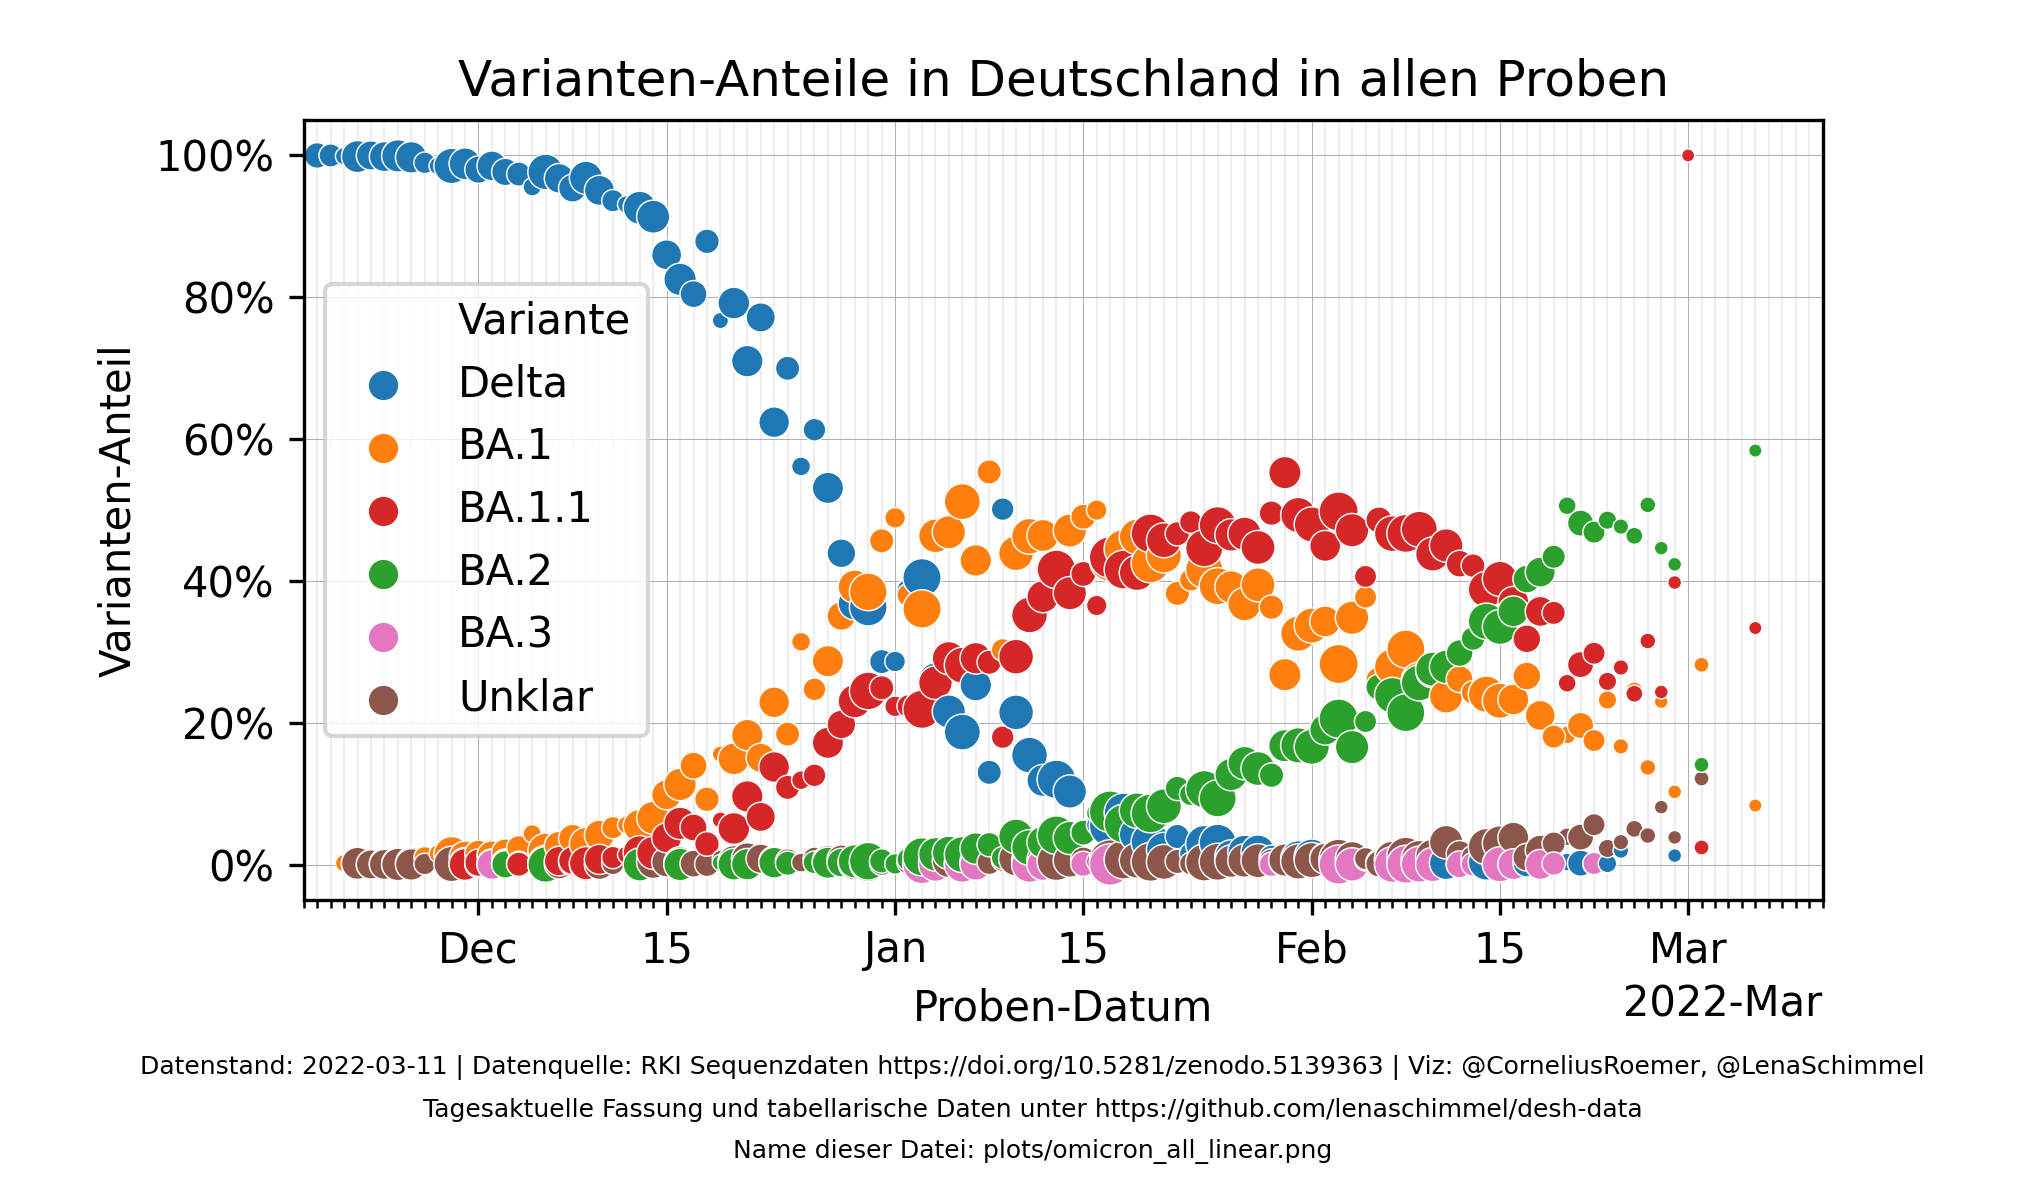 Varianten-Anteile in Deutschland in allen Proben
100%
80%
60%
40%
20%
0%
Varianten-Anteil
Variante
Delta
BA.1
BA.1.1
BA.2
BA.3
Unklar
Dec 15 Jan 15 Feb 15 Mar
Proben-Datum
2022-Mar
Datenstand: 2022-03-11 | Datenquelle: RKI Sequenzdaten https://doi.org/10.5281/zenodo.5139363 | Viz: @CorneliusRoemer, @LenaSchimmel
Tagesaktuelle Fassung und tabellarische Daten unter https://github.com/lenaschimmel/desh-data
Name dieser Datei: plots/omicron_all_linear.png